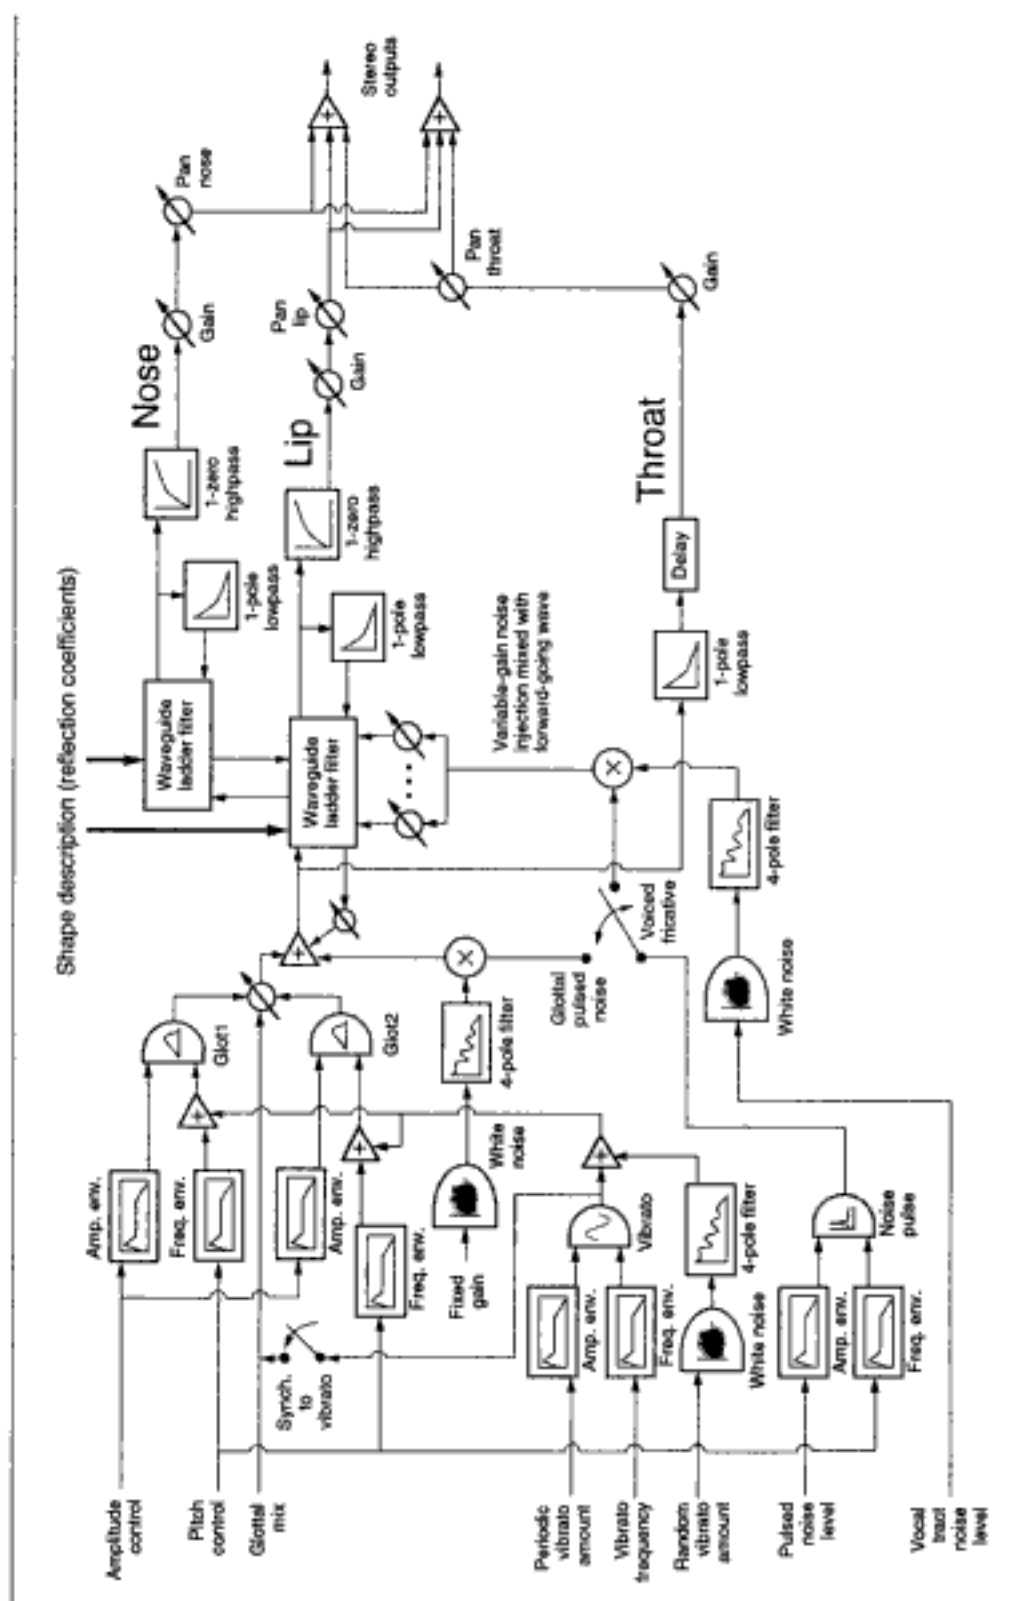 Shape description (reflection coefficients)
Amplitude
control
Pitch
control
Glottal
mix
Periodic
vibrato
amount
Vibrato
frequency
Random
vibrato
amount
Pulsed
noise
level
Vocal
tract
noise
level
Amp. env.
Freq. env.
Amp. env.
Freq. env.
Synch.
to
vibrato
Fixed
gain
White
noise
4-pole filter
Glot1
Glot2
Amp. env.
Freq. env.
Vibrato
White noise
4-pole filter
Amp. env.
Freq. env.
Noise
pulse
Glottal
pulsed
noise
Voiced
fricative
White noise
4-pole filter
Waveguide
ladder filter
Waveguide
ladder filter
1-pole
lowpass
1-zero
highpass
Nose
Gain
Pan
nose
1-pole
lowpass
1-zero
highpass
Lip
Gain
Pan
lip
Variable-gain noise
injection mixed with
forward-going wave
1-pole
lowpass
Delay
Throat
Gain
Pan
throat
Stereo
outputs
+
+
+
+
+
+
×
×